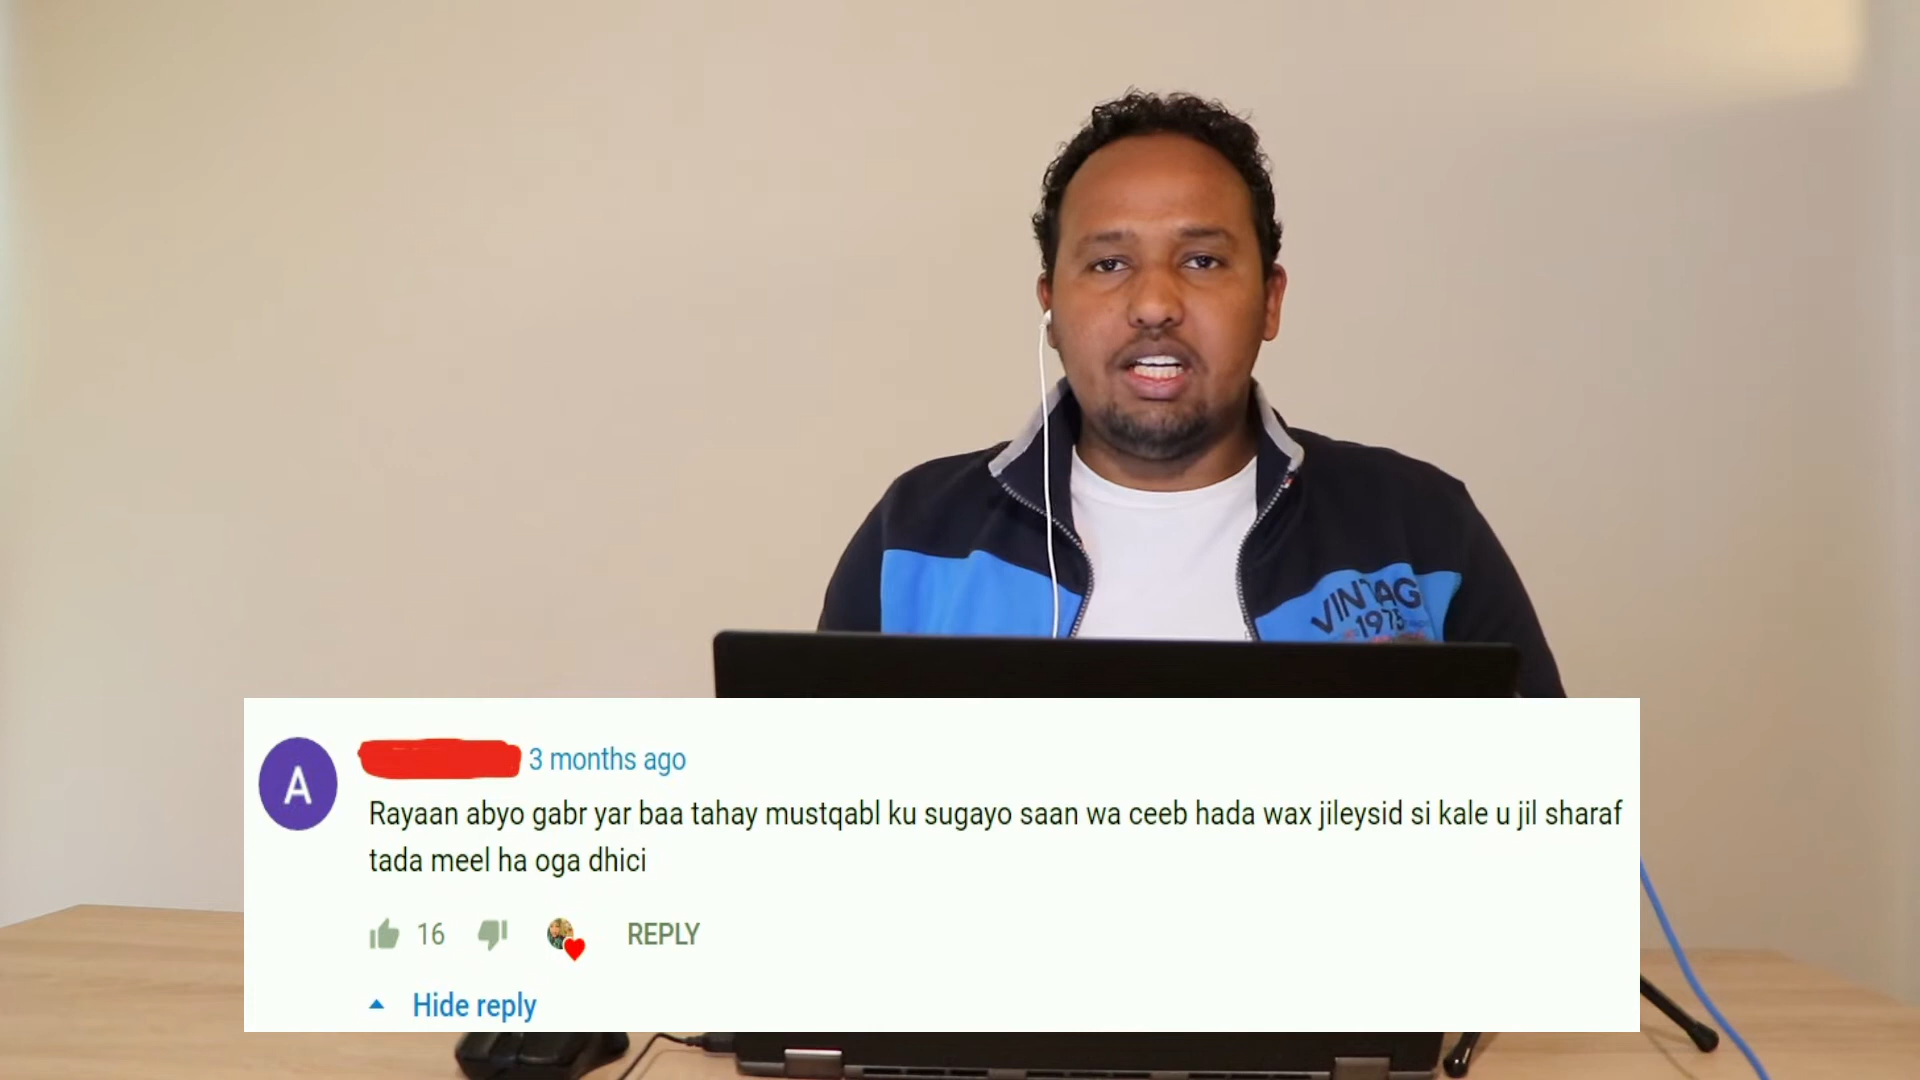 VINTAG
1975
A
3 months ago
Rayaan abyo gabr yar baa tahay mustqabl ku sugayo saan wa ceeb hada wax jileysid si kale u jil sharaf
tada meel ha oga dhici
16
REPLY
Hide reply